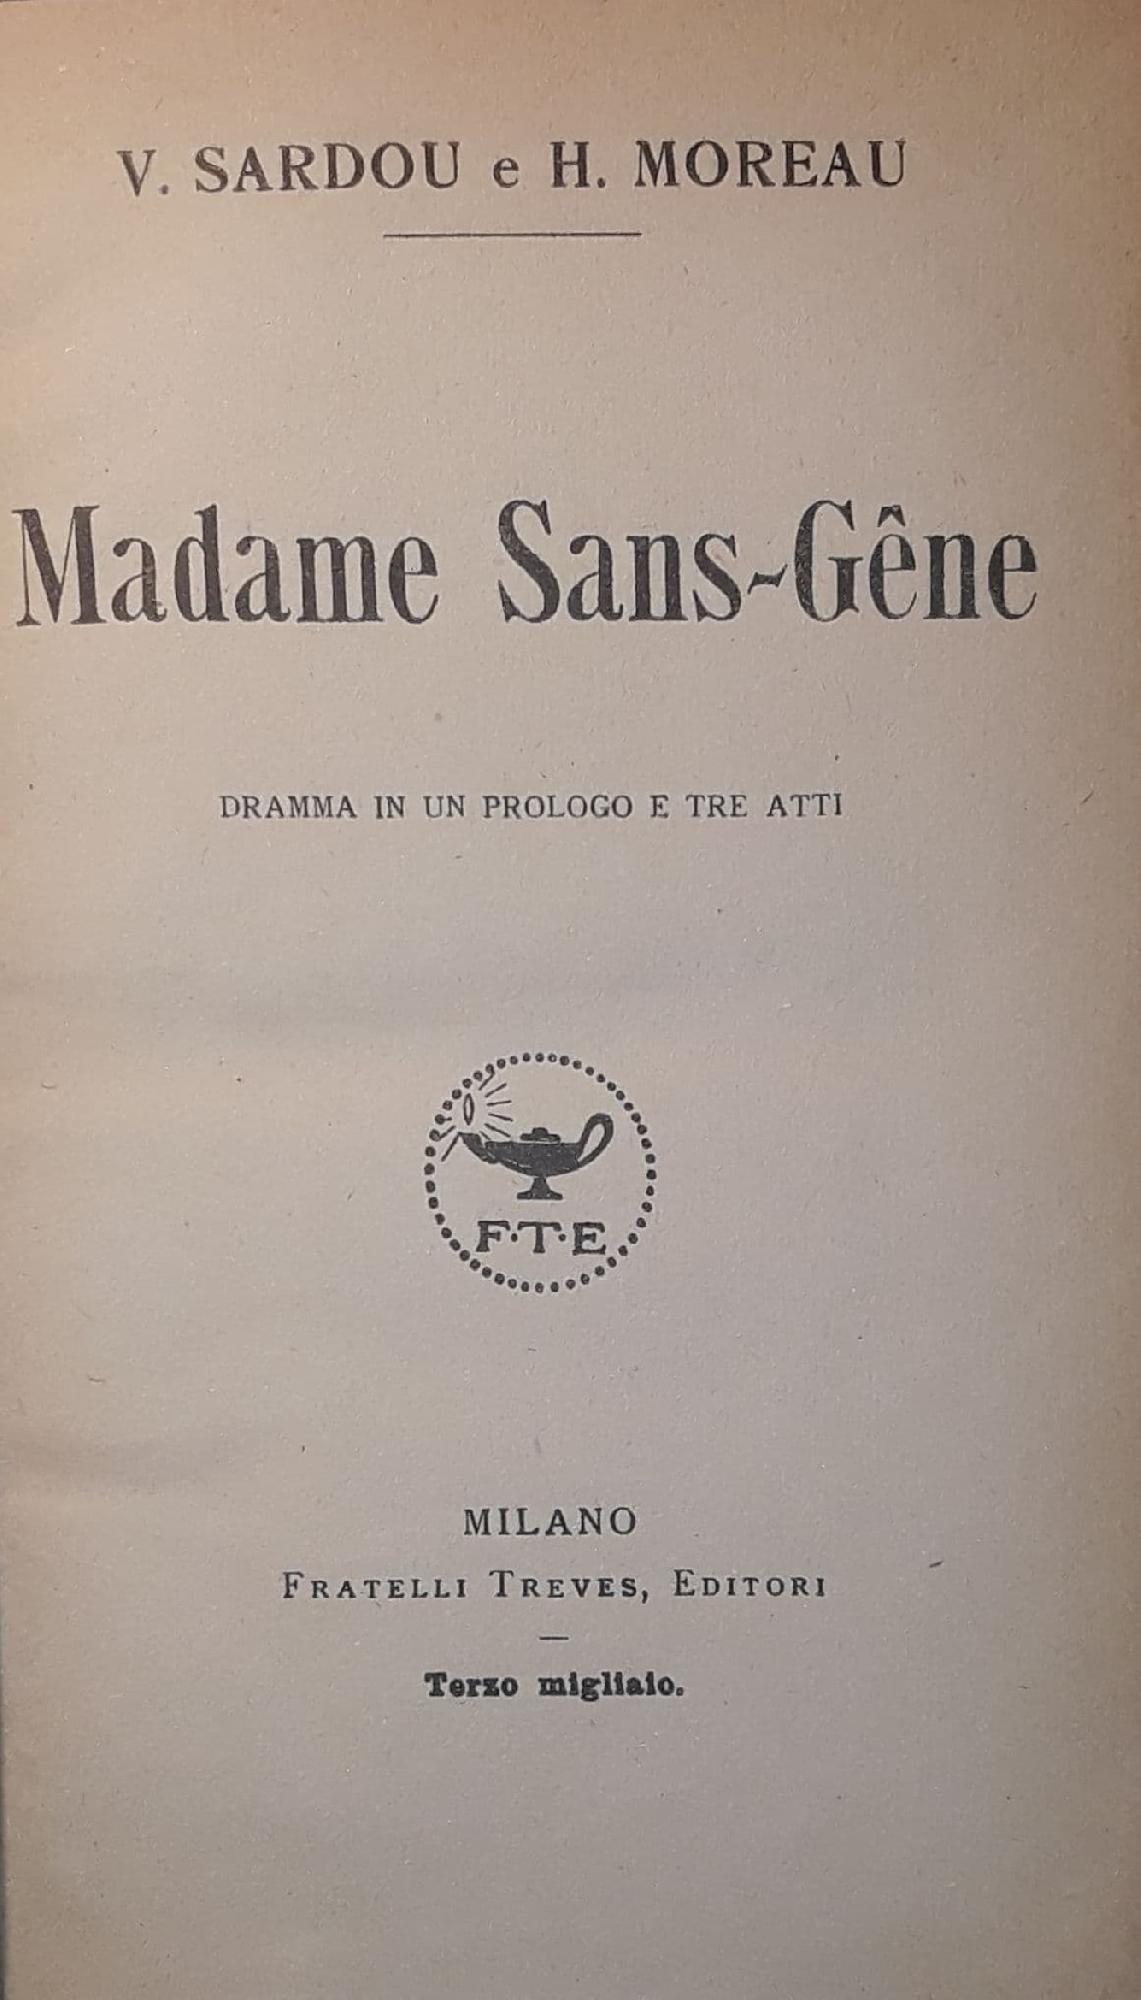 V. SARDOU e H. MOREAU
Madame Sans-Gêne
DRAMMA IN UN PROLOGO E TRE ATTI
F·T·E
MILANO
FRATELLI TREVES, EDITORI
Terzo migliaio.